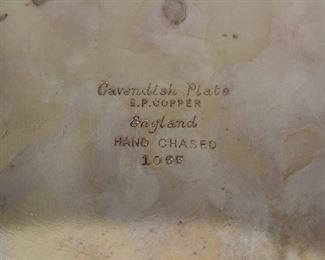 Cavendish Plate
E.P. COPPER
England
HAND CHASED